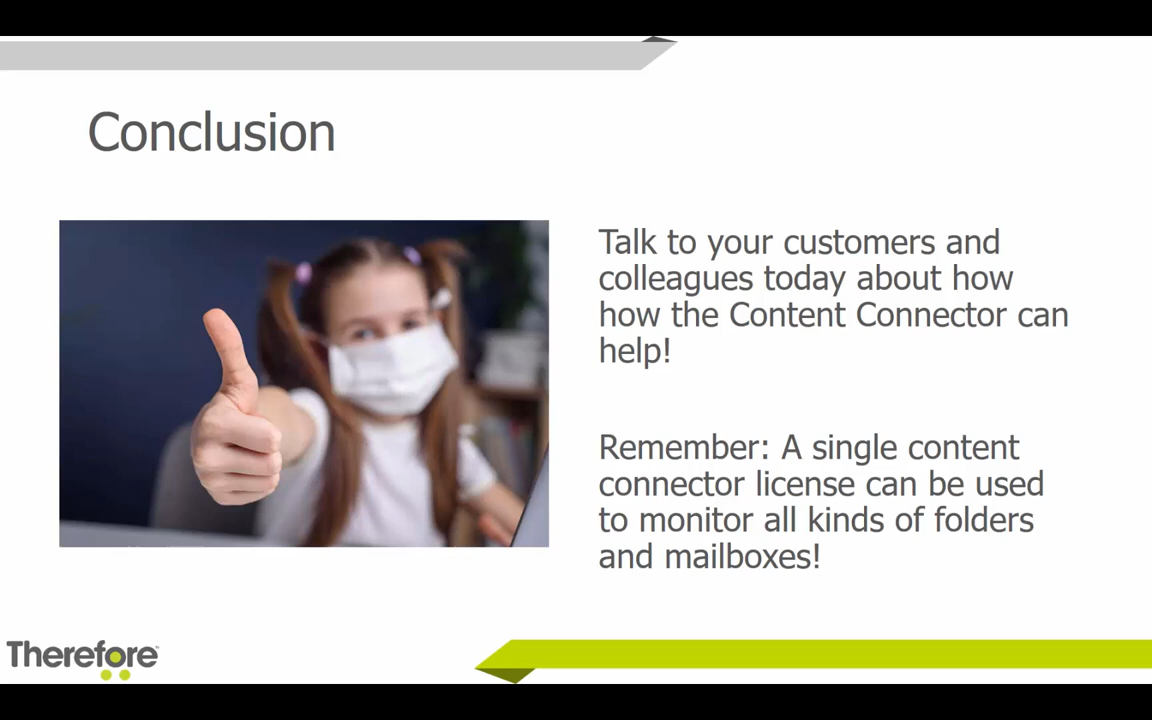 Conclusion
Talk to your customers and
colleagues today about how
how the Content Connector can
help!
Remember: A single content
connector license can be used
to monitor all kinds of folders
and mailboxes!
Therefore